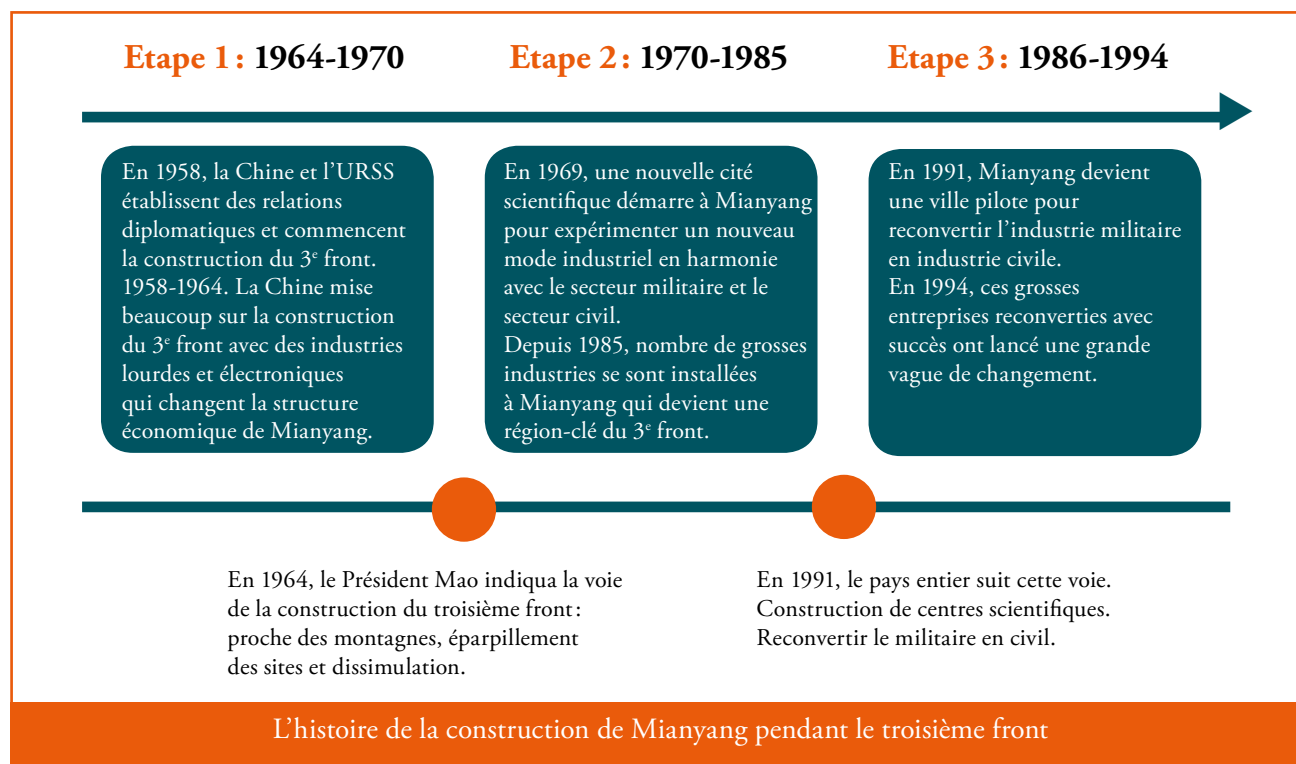 Etape 1 : 1964-1970
En 1958, la Chine et l’URSS
établissent des relations
diplomatiques et commencent
la construction du 3e front.
1958-1964. La Chine mise
beaucoup sur la construction
du 3e front avec des industries
lourdes et électroniques
qui changent la structure
économique de Mianyang.
Etape 2 : 1970-1985
En 1969, une nouvelle cité
scientifique démarre à Mianyang
pour expérimenter un nouveau
mode industriel en harmonie
avec le secteur militaire et le
secteur civil.
Depuis 1985, nombre de grosses
industries se sont installées
à Mianyang qui devient une
région-clé du 3e front.
Etape 3 : 1986-1994
En 1991, Mianyang devient
une ville pilote pour
reconvertir l’industrie militaire
en industrie civile.
En 1994, ces grosses
entreprises reconverties avec
succès ont lancé une grande
vague de changement.
En 1964, le Président Mao indiqua la voie
de la construction du troisième front :
proche des montagnes, éparpillement
des sites et dissimulation.
En 1991, le pays entier suit cette voie.
Construction de centres scientifiques.
Reconvertir le militaire en civil.
L’histoire de la construction de Mianyang pendant le troisième front